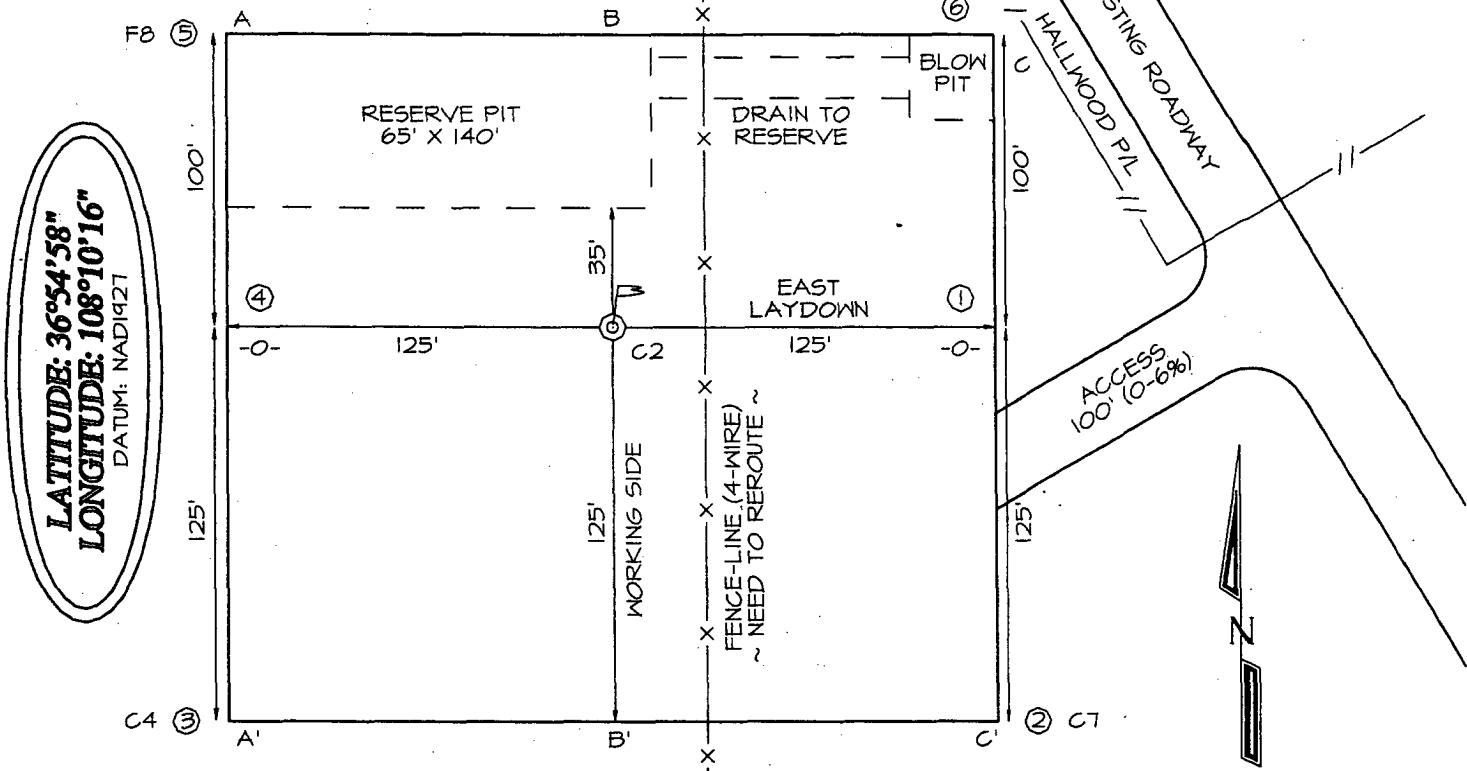 A
B
X
⑥
F8 ⑤
HALLWOOD P/L
STING ROADWAY
BLOW
PIT
C
RESERVE PIT
65' X 140'
DRAIN TO
RESERVE
X
100'
100'
LATITUDE: 36°54'58"
LONGITUDE: 108°10'16"
DATUM: NAD1927
35'
X
④
EAST
LAYDOWN
①
-0-
125'
C2
125'
-0-
X
ACCESS
100' (0-6%)
125'
125'
WORKING SIDE
FENCE-LINE (4-WIRE)
~ NEED TO REROUTE ~
X
125'
X
N
C4 ③
② C7
A'
B'
C'
X